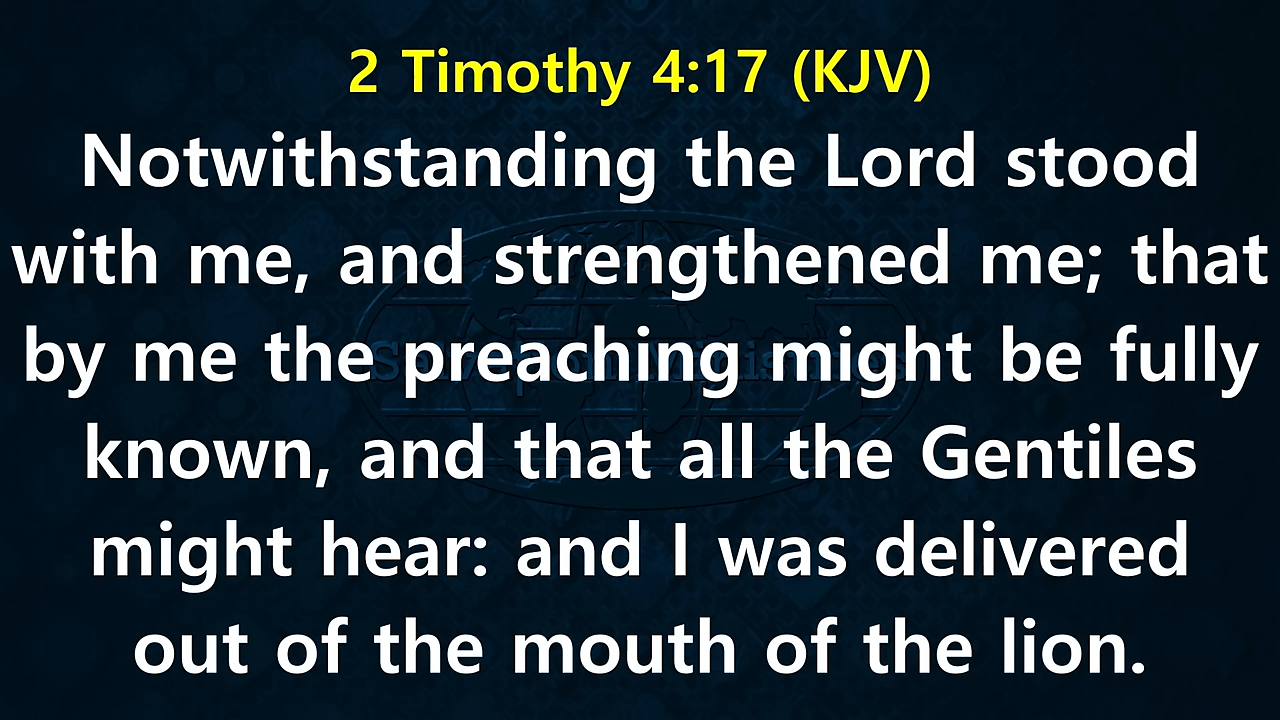 2 Timothy 4:17 (KJV)
Notwithstanding the Lord stood
with me, and strengthened me; that
by me the preaching might be fully
known, and that all the Gentiles
might hear: and I was delivered
out of the mouth of the lion.